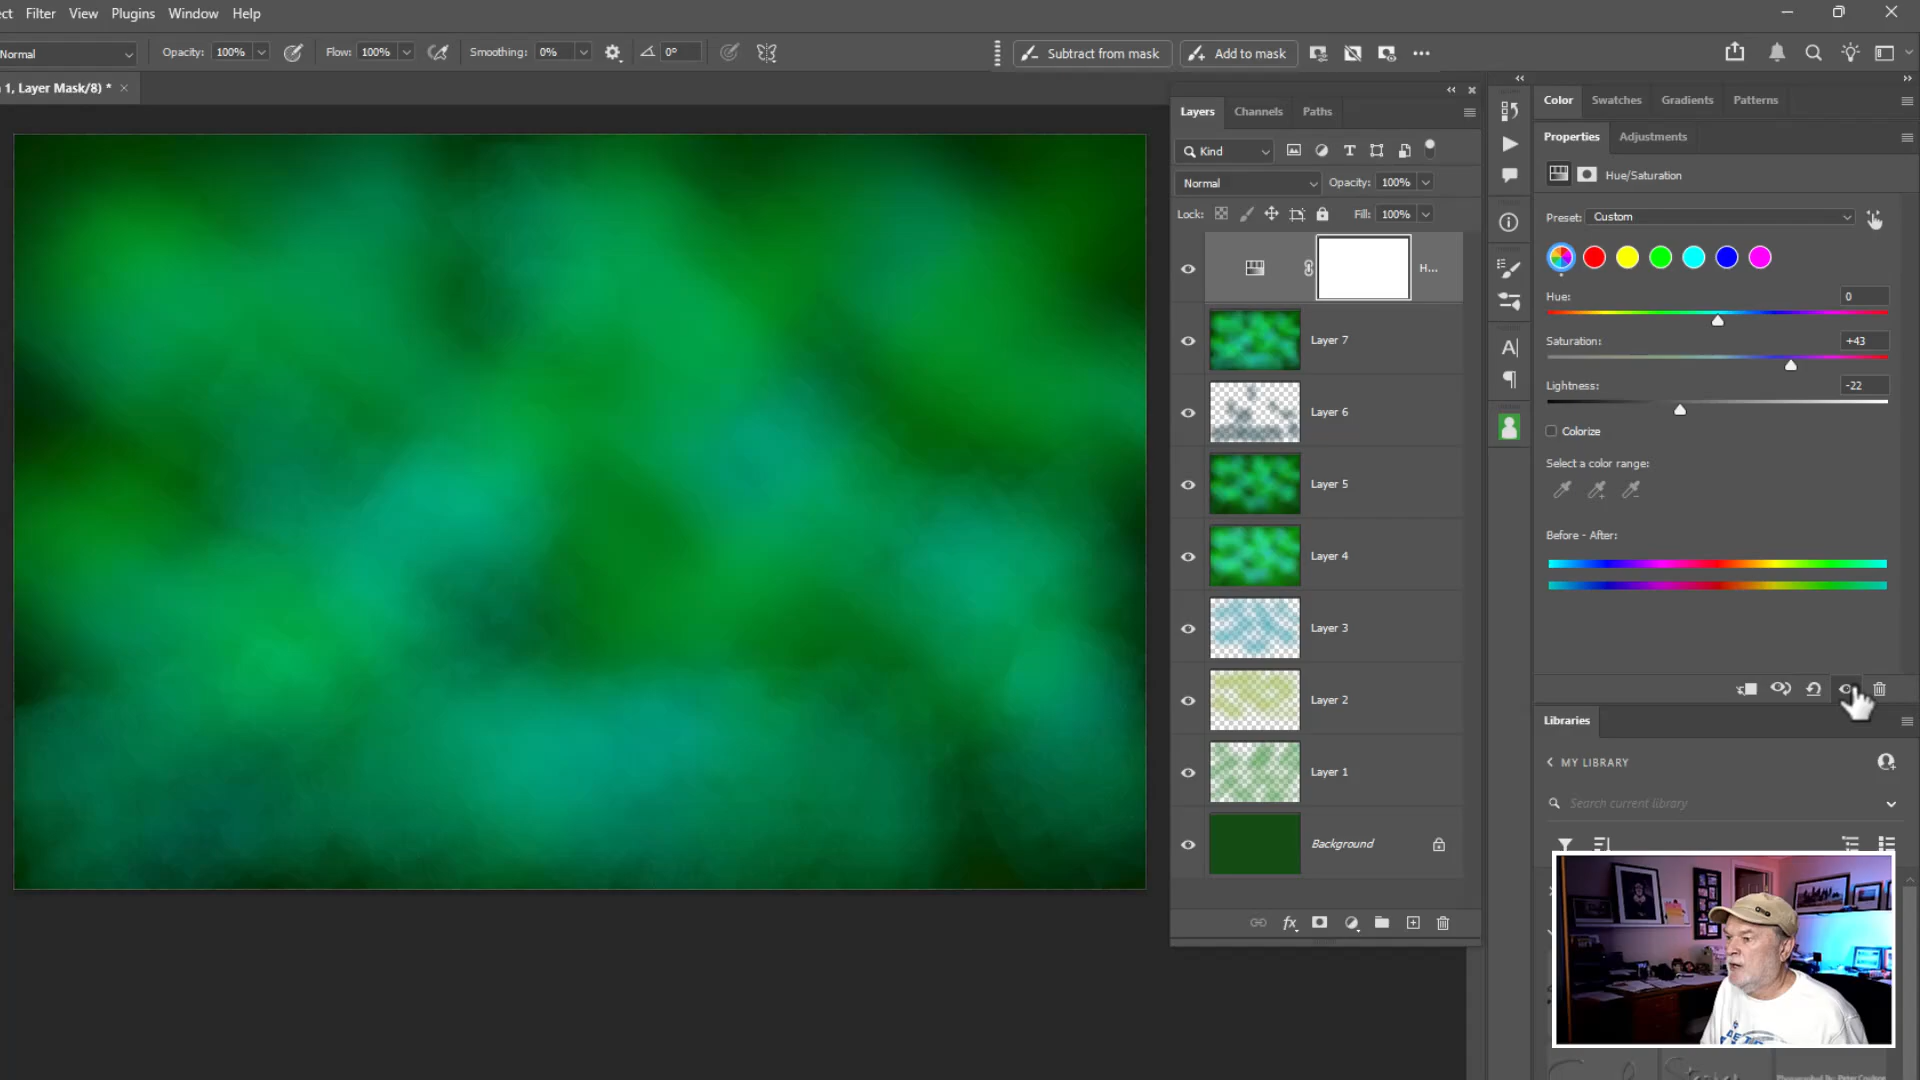 ect Filter View Plugins Window Help
Normal Opacity: 100% Flow: 100% Smoothing: 0% 0° Subtract from mask Add to mask
1, Layer Mask/8) *
Layers Channels Paths
Kind
Normal Opacity: 100%
Lock: Fill: 100%
H...
Layer 7
Layer 6
Layer 5
Layer 4
Layer 3
Layer 2
Layer 1
Background
fx
Color Swatches Gradients Patterns
Properties Adjustments
Hue/Saturation
Preset: Custom
Hue: 0
Saturation: +43
Lightness: -22
Colorize
Select a color range:
Before - After:
Libraries
MY LIBRARY
Search current library